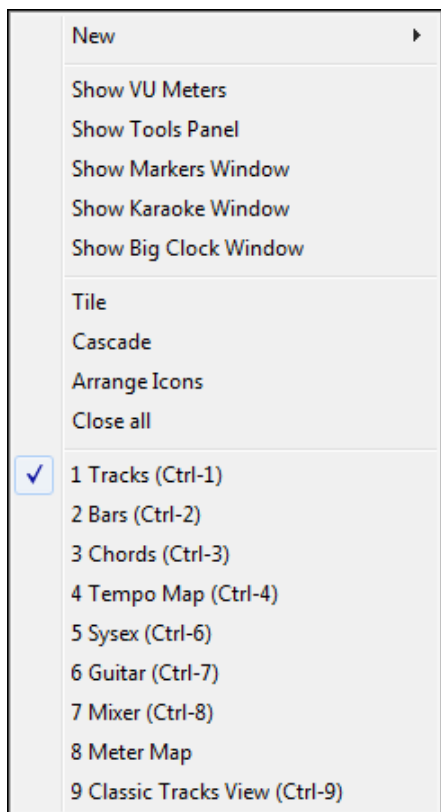 New
Show VU Meters
Show Tools Panel
Show Markers Window
Show Karaoke Window
Show Big Clock Window
Tile
Cascade
Arrange Icons
Close all
1 Tracks (Ctrl-1)
2 Bars (Ctrl-2)
3 Chords (Ctrl-3)
4 Tempo Map (Ctrl-4)
5 Sysex (Ctrl-6)
6 Guitar (Ctrl-7)
7 Mixer (Ctrl-8)
8 Meter Map
9 Classic Tracks View (Ctrl-9)